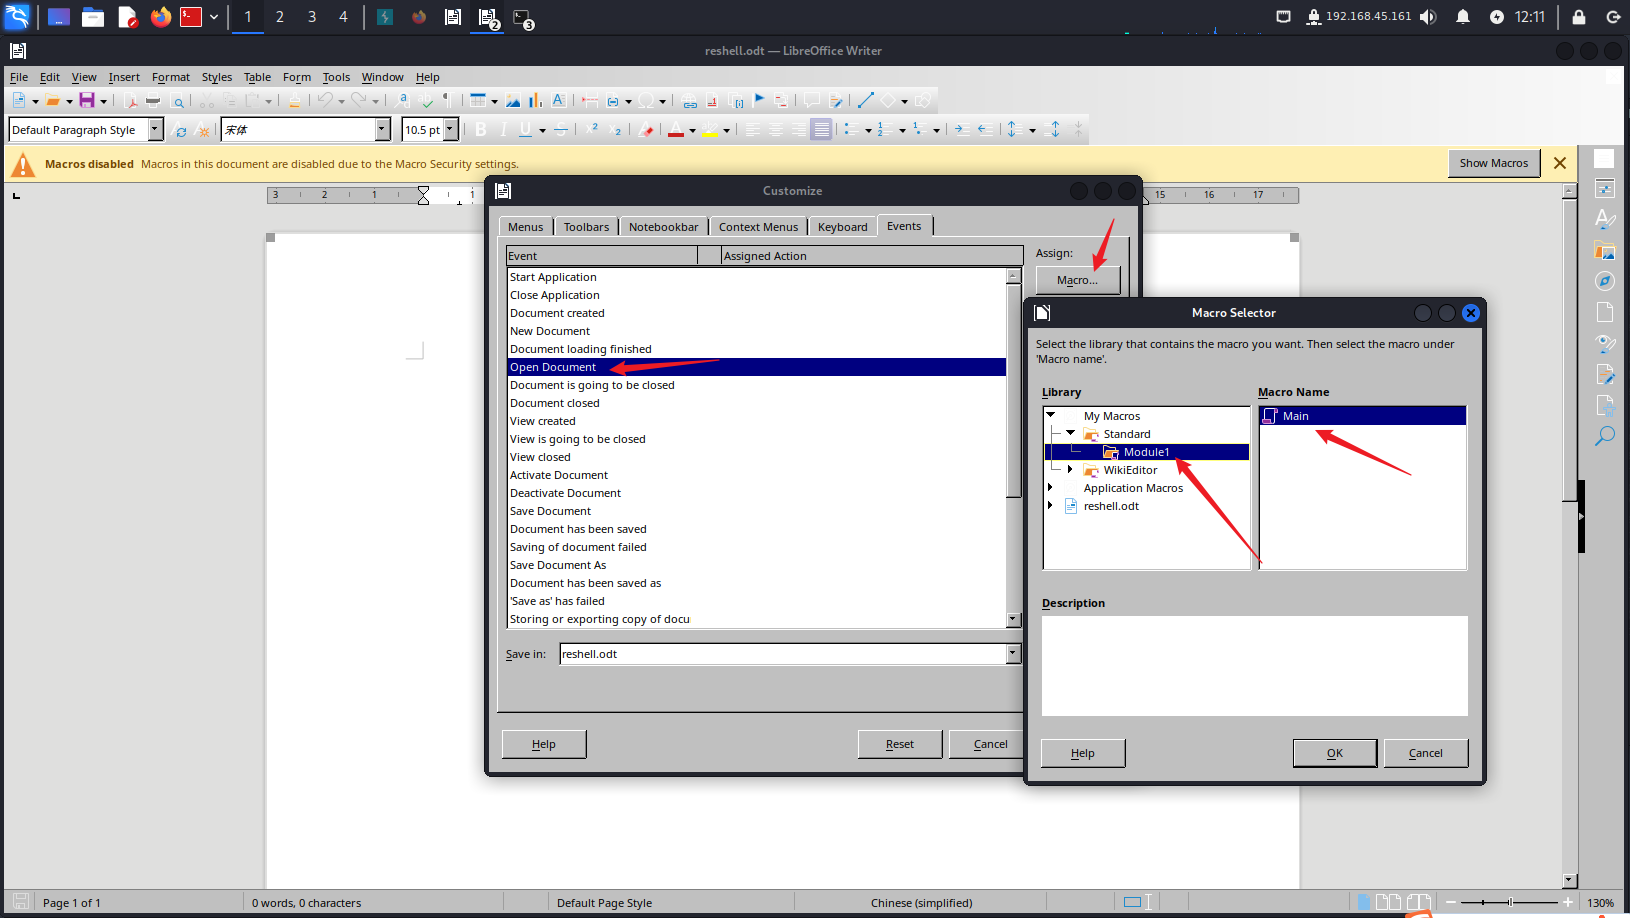 1 2 3 4 2 3 192.168.45.161 12:11
reshell.odt — LibreOffice Writer
File Edit View Insert Format Styles Table Form Tools Window Help
Default Paragraph Style 宋体 10.5 pt
Macros disabled Macros in this document are disabled due to the Macro Security settings. Show Macros
3 2 1 1 15 16 17
Customize
Menus Toolbars Notebookbar Context Menus Keyboard Events
Event Assigned Action
Start Application
Close Application
Document created
New Document
Document loading finished
Open Document
Document is going to be closed
Document closed
View created
View is going to be closed
View closed
Activate Document
Deactivate Document
Save Document
Document has been saved
Saving of document failed
Save Document As
Document has been saved as
'Save as' has failed
Storing or exporting copy of docu
Assign:
Macro...
Save in: reshell.odt
Help Reset Cancel
Macro Selector
Select the library that contains the macro you want. Then select the macro under
'Macro name'.
Library Macro Name
My Macros
Standard
Module1
WikiEditor
Application Macros
reshell.odt
Main
Description
Help OK Cancel
Page 1 of 1 0 words, 0 characters Default Page Style Chinese (simplified) 130%